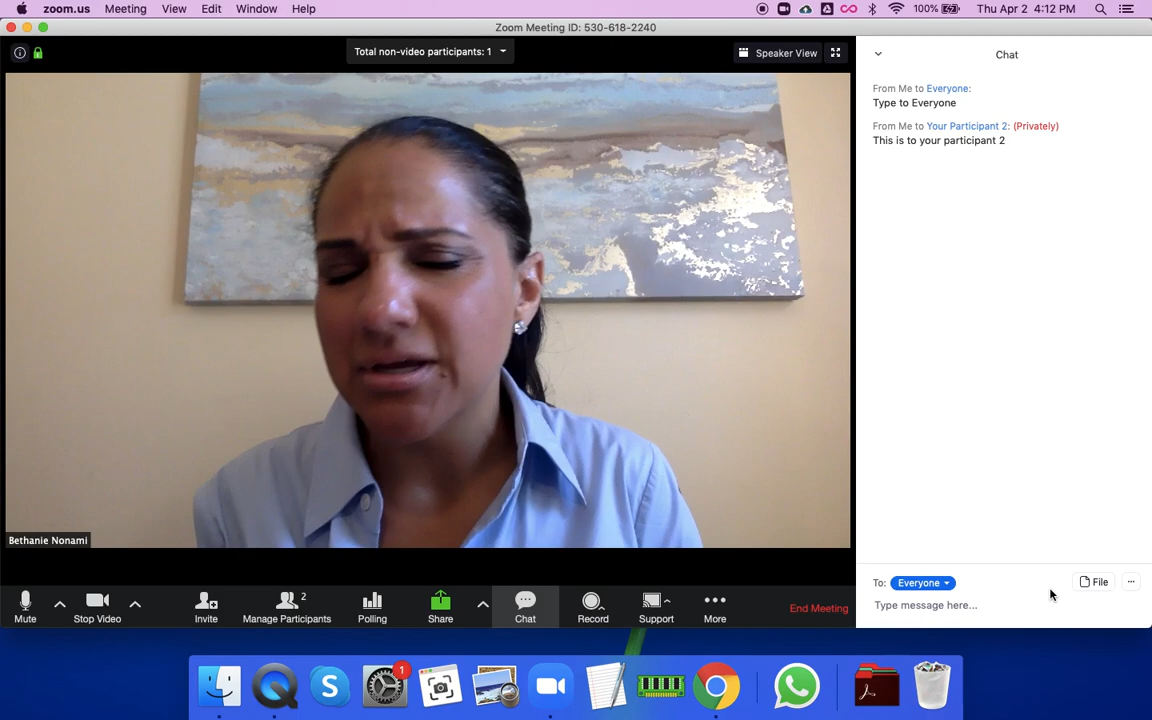 zoom.us Meeting View Edit Window Help 100% Thu Apr 2 4:12 PM
Zoom Meeting ID: 530-618-2240
Total non-video participants: 1
Speaker View
Chat
From Me to Everyone:
Type to Everyone
From Me to Your Participant 2: (Privately)
This is to your participant 2
Bethanie Nonami
To: Everyone File
Type message here...
2
Mute Stop Video Invite Manage Participants Polling Share Chat Record Support More End Meeting
1